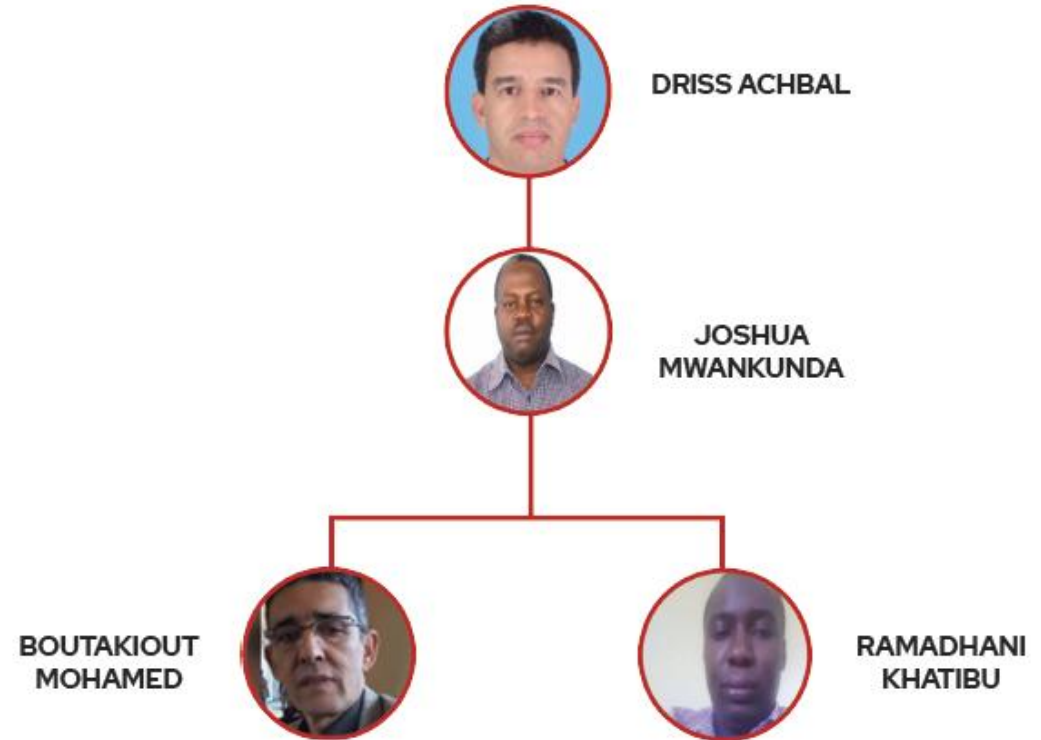 DRISS ACHBAL
JOSHUA
MWANKUNDA
BOUTAKIOUT
MOHAMED
RAMADHANI
KHATIBU